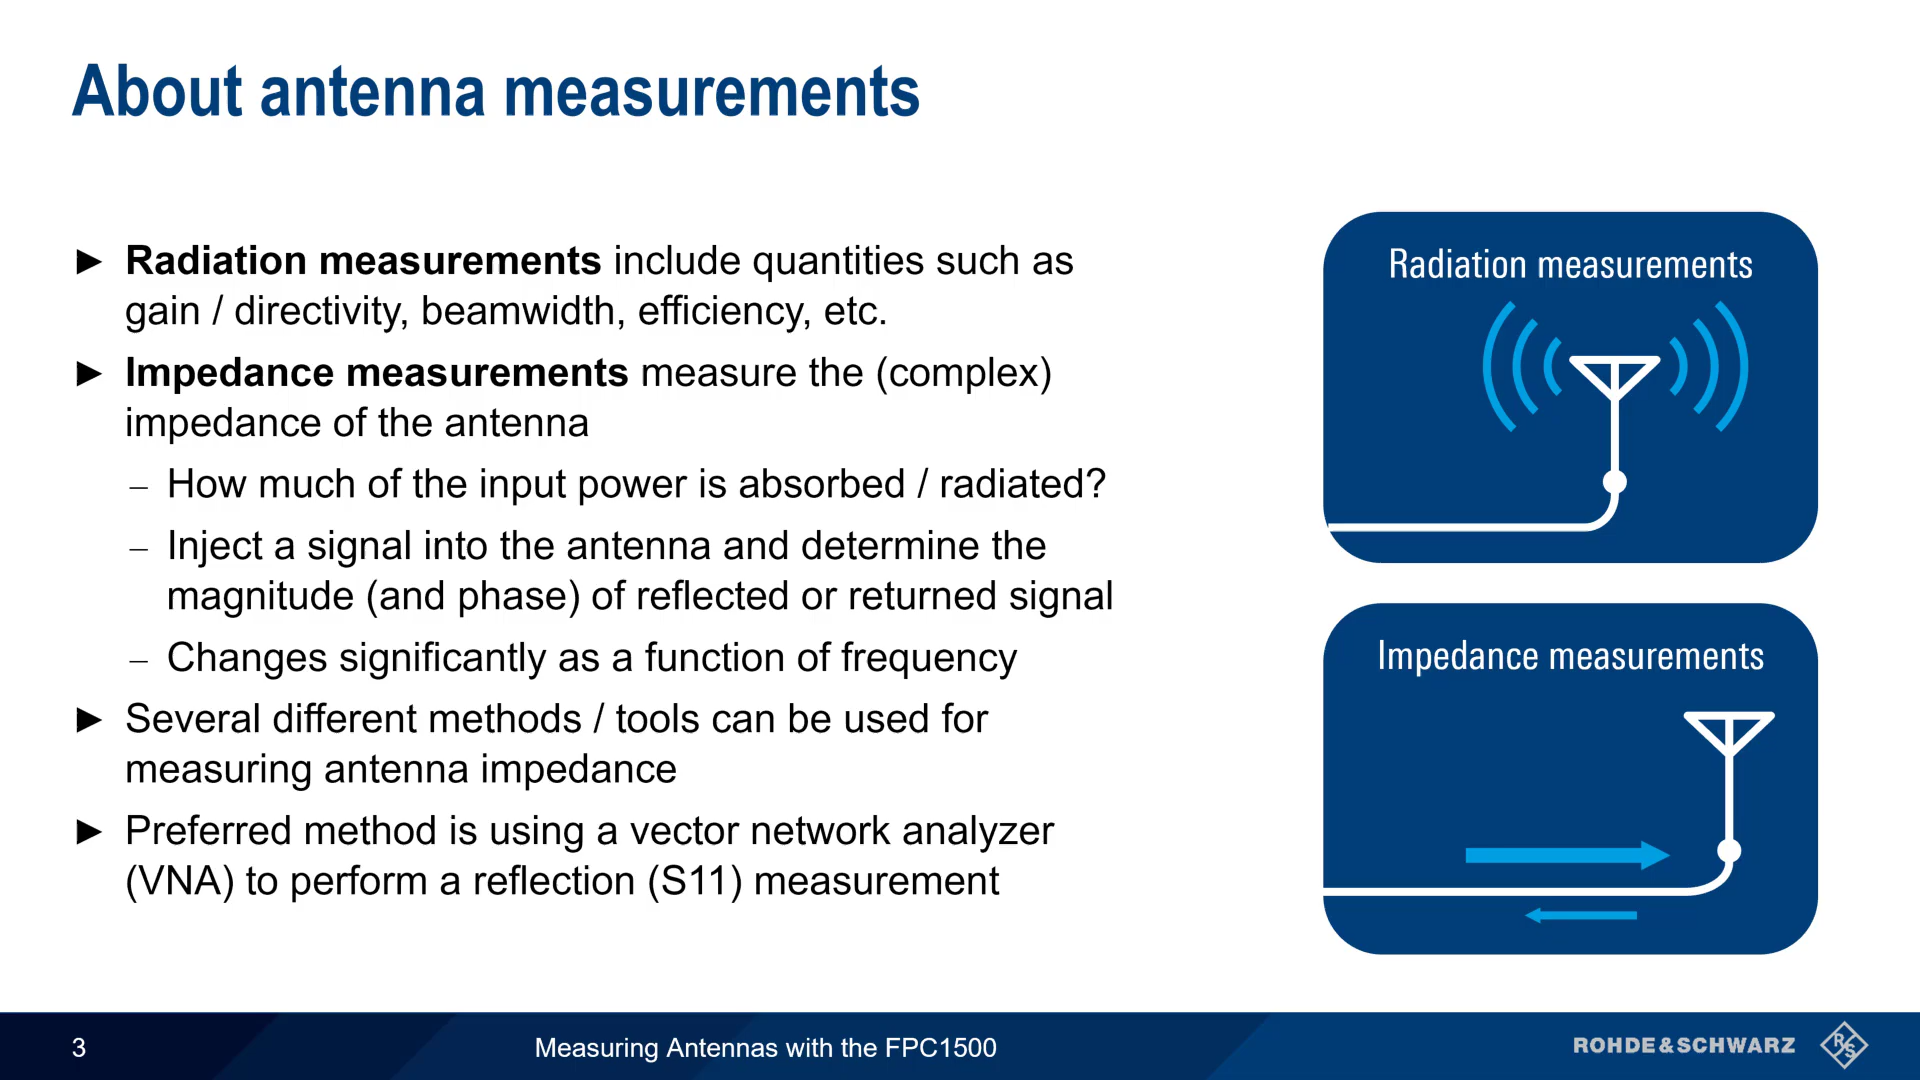 About antenna measurements
► Radiation measurements include quantities such as
gain / directivity, beamwidth, efficiency, etc.
► Impedance measurements measure the (complex)
impedance of the antenna
– How much of the input power is absorbed / radiated?
– Inject a signal into the antenna and determine the
magnitude (and phase) of reflected or returned signal
– Changes significantly as a function of frequency
► Several different methods / tools can be used for
measuring antenna impedance
► Preferred method is using a vector network analyzer
(VNA) to perform a reflection (S11) measurement
Radiation measurements
Impedance measurements
3
Measuring Antennas with the FPC1500
ROHDE&SCHWARZ
R&S